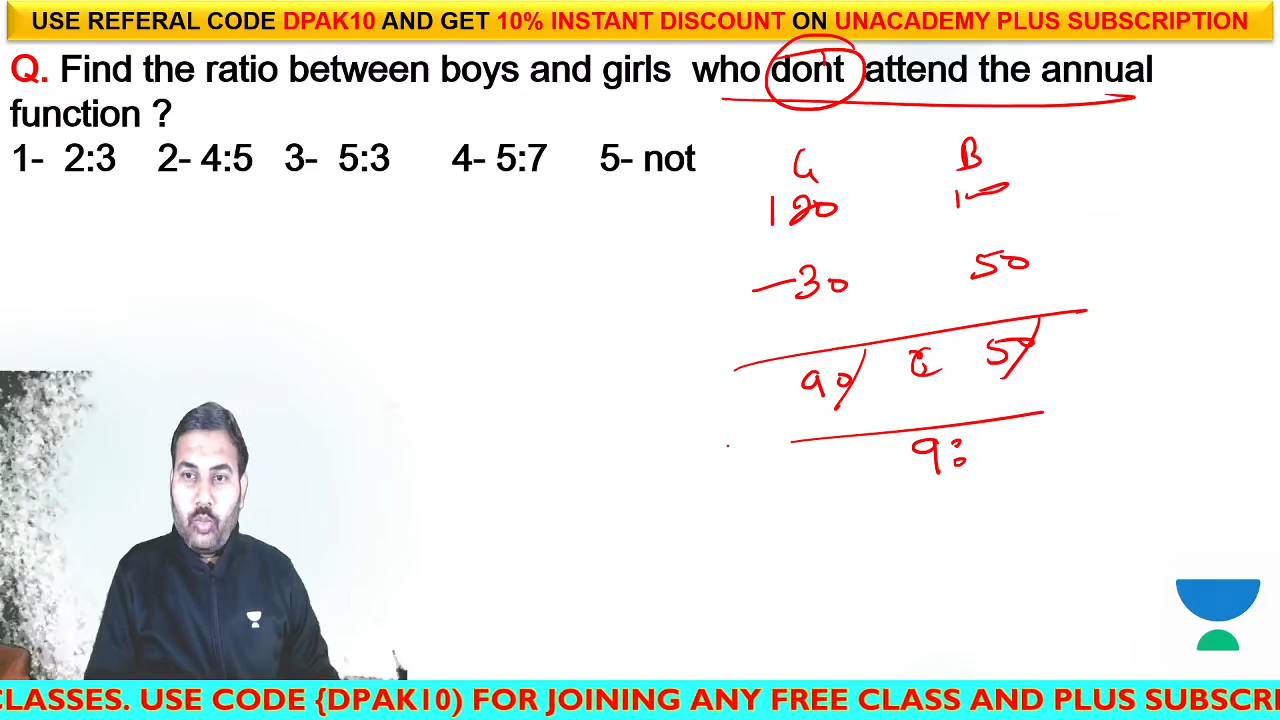 USE REFERAL CODE DPAK10 AND GET 10% INSTANT DISCOUNT ON UNACADEMY PLUS SUBSCRIPTION
Q. Find the ratio between boys and girls who dont attend the annual
function ?
1- 2:3 2- 4:5 3- 5:3 4- 5:7 5- not
G B
120 100
-30 50
90 50
9:
CLASSES. USE CODE {DPAK10) FOR JOINING ANY FREE CLASS AND PLUS SUBSCRI